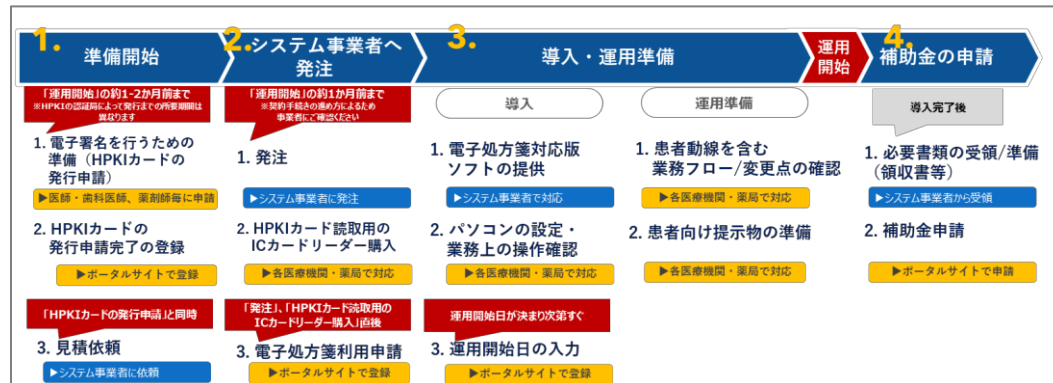 1.
準備開始
2.
システム事業者へ
発注
3.
導入・運用準備
運用
開始
4.
補助金の申請
「運用開始」の約1-2か月前まで
※HPKIの認証局によって発行までの所要期間は
異なります
1. 電子署名を行うための
準備（HPKIカードの
発行申請）
▶医師・歯科医師、薬剤師毎に申請
2. HPKIカードの
発行申請完了の登録
▶ポータルサイトで登録
「HPKIカードの発行申請」と同時
3. 見積依頼
▶システム事業者に依頼
「運用開始」の約1か月前まで
※契約手続きの進め方によるため
事業者にご確認ください
1. 発注
▶システム事業者に発注
2. HPKIカード読取用の
ICカードリーダー購入
▶各医療機関・薬局で対応
「発注」、「HPKIカード読取用の
ICカードリーダー購入」直後
3. 電子処方箋利用申請
▶ポータルサイトで登録
導入
1. 電子処方箋対応版
ソフトの提供
▶システム事業者で対応
2. パソコンの設定・
業務上の操作確認
▶各医療機関・薬局で対応
運用開始日が決まり次第すぐ
3. 運用開始日の入力
▶ポータルサイトで登録
運用準備
1. 患者動線を含む
業務フロー/変更点の確認
▶各医療機関・薬局で対応
2. 患者向け提示物の準備
▶各医療機関・薬局で対応
導入完了後
1. 必要書類の受領/準備
（領収書等）
▶システム事業者から受領
2. 補助金申請
▶ポータルサイトで申請